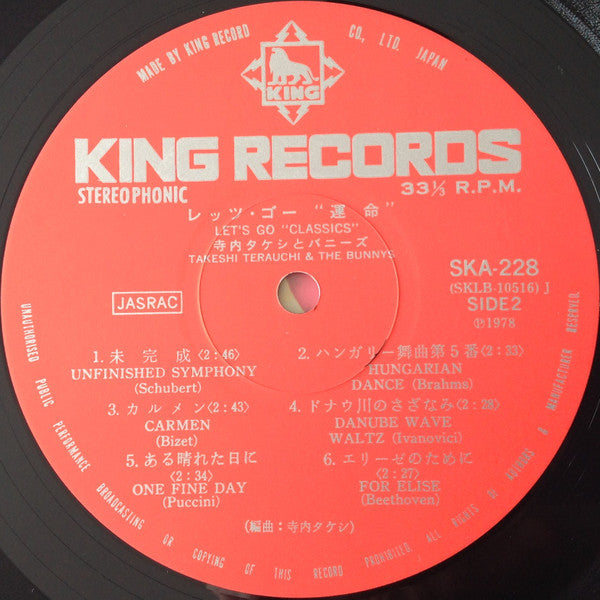 MADE BY KING RECORD CO., LTD. JAPAN
KING
KING RECORDS
STEREOPHONIC
33⅓ R.P.M.
レッツ・ゴー "運命"
LET'S GO "CLASSICS"
寺内タケシとバニーズ
TAKESHI TERAUCHI & THE BUNNYS
JASRAC
SKA-228
(SKLB-10516) J
SIDE2
Ⓟ1978
1. 未完成〈2:46〉
UNFINISHED SYMPHONY
(Schubert)
2. ハンガリー舞曲第5番〈2:33〉
HUNGARIAN
DANCE (Brahms)
3. カルメン〈2:43〉
CARMEN
(Bizet)
4. ドナウ川のさざなみ〈2:28〉
DANUBE WAVE
WALTZ (Ivanovici)
5. ある晴れた日に
〈2:34〉
ONE FINE DAY
(Puccini)
6. エリーゼのために
〈2:27〉
FOR ELISE
(Beethoven)
(編曲:寺内タケシ)
UNAUTHORISED PUBLIC PERFORMANCE BROADCASTING OR COPYING OF THIS RECORD PROHIBITED. ALL RIGHTS OF AUTHORS & MANUFACTURER RESERVED.